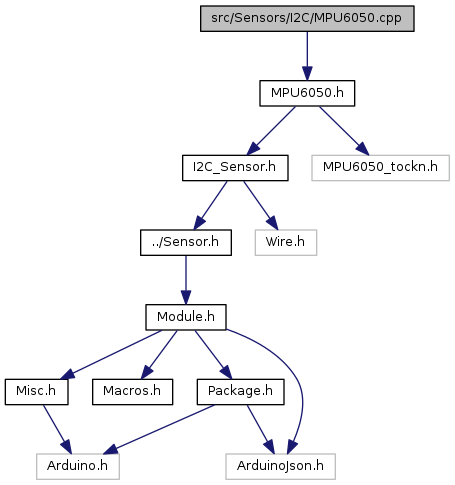 src/Sensors/I2C/MPU6050.cpp
MPU6050.h
I2C_Sensor.h
MPU6050_tockn.h
../Sensor.h
Wire.h
Module.h
Misc.h
Macros.h
Package.h
Arduino.h
ArduinoJson.h